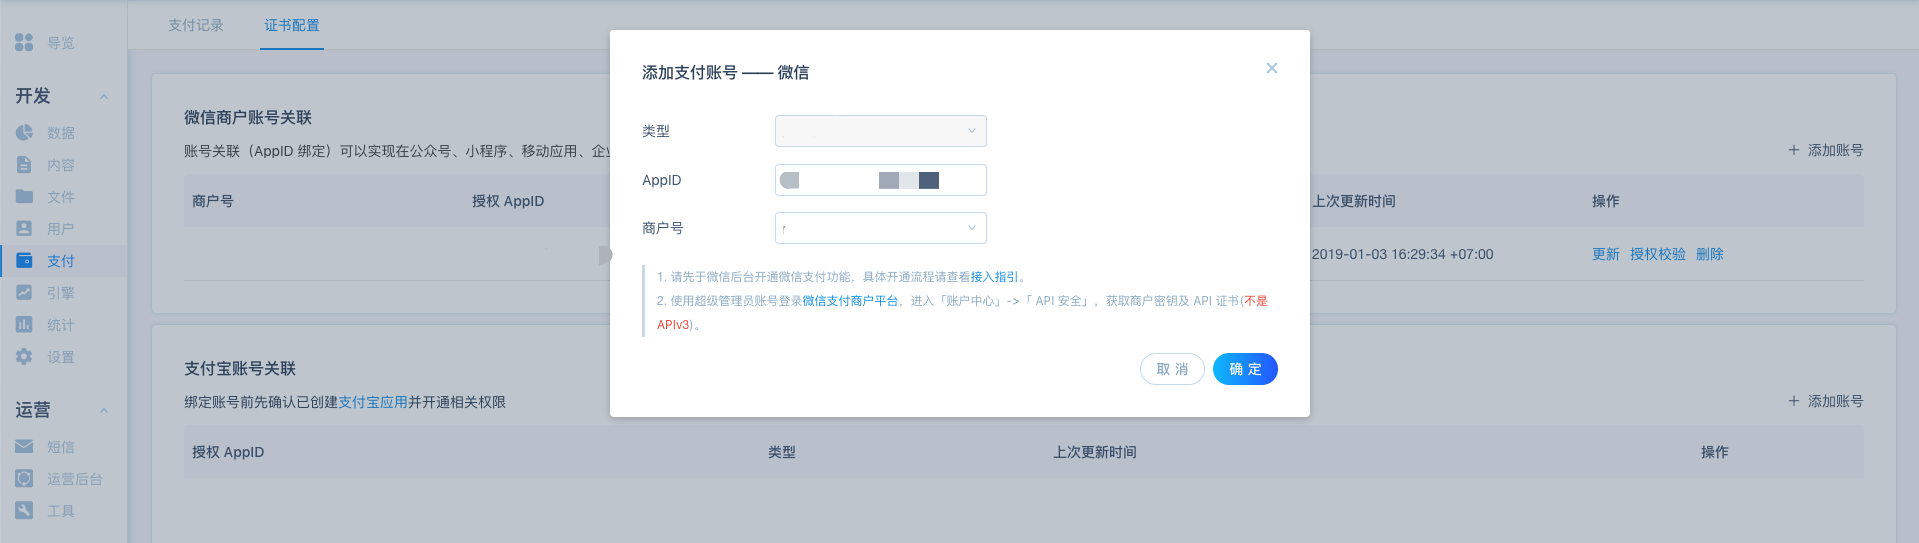 支付记录
证书配置
导览
开发
数据
内容
文件
用户
支付
引擎
统计
设置
运营
短信
运营后台
工具
微信商户账号关联
账号关联（AppID 绑定）可以实现在公众号、小程序、移动应用、企
+ 添加账号
商户号
授权 AppID
上次更新时间
操作
2019-01-03 16:29:34 +07:00
更新 授权校验 删除
支付宝账号关联
绑定账号前先确认已创建支付宝应用并开通相关权限
+ 添加账号
授权 AppID
类型
上次更新时间
操作
添加支付账号 —— 微信
类型
AppID
商户号
1. 请先于微信后台开通微信支付功能，具体开通流程请查看接入指引。
2. 使用超级管理员账号登录微信支付商户平台，进入「账户中心」->「 API 安全」，获取商户密钥及 API 证书(不是
APIv3)。
取 消
确 定